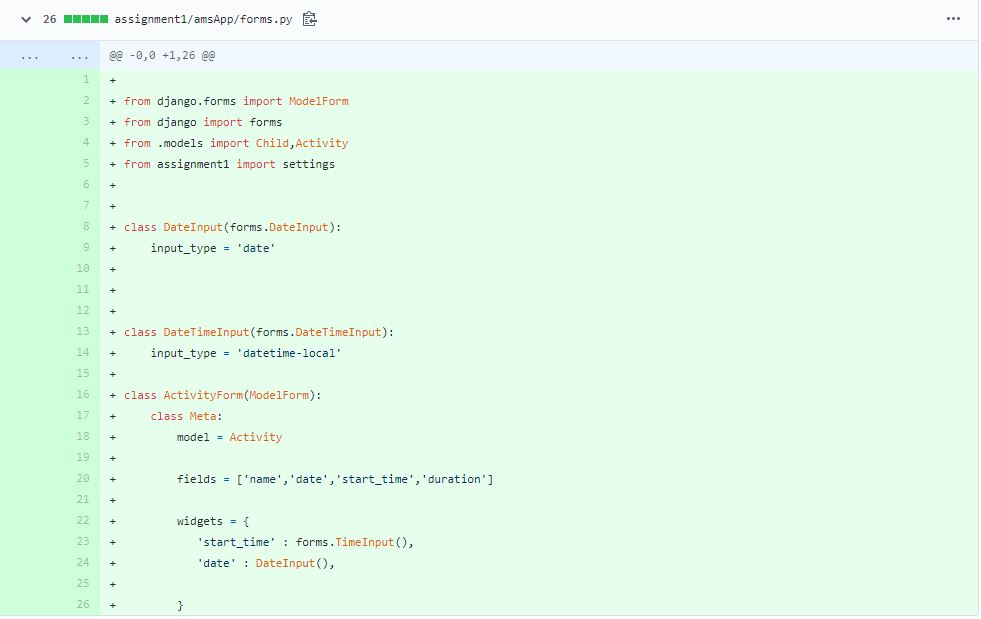 26 assignment1/amsApp/forms.py ...
... ... @@ -0,0 +1,26 @@
1 +
2 + from django.forms import ModelForm
3 + from django import forms
4 + from .models import Child,Activity
5 + from assignment1 import settings
6 +
7 +
8 + class DateInput(forms.DateInput):
9 +     input_type = 'date'
10 +
11 +
12 +
13 + class DateTimeInput(forms.DateTimeInput):
14 +     input_type = 'datetime-local'
15 +
16 + class ActivityForm(ModelForm):
17 +     class Meta:
18 +         model = Activity
19 +
20 +         fields = ['name','date','start_time','duration']
21 +
22 +         widgets = {
23 +            'start_time' : forms.TimeInput(),
24 +            'date' : DateInput(),
25 +
26 +         }